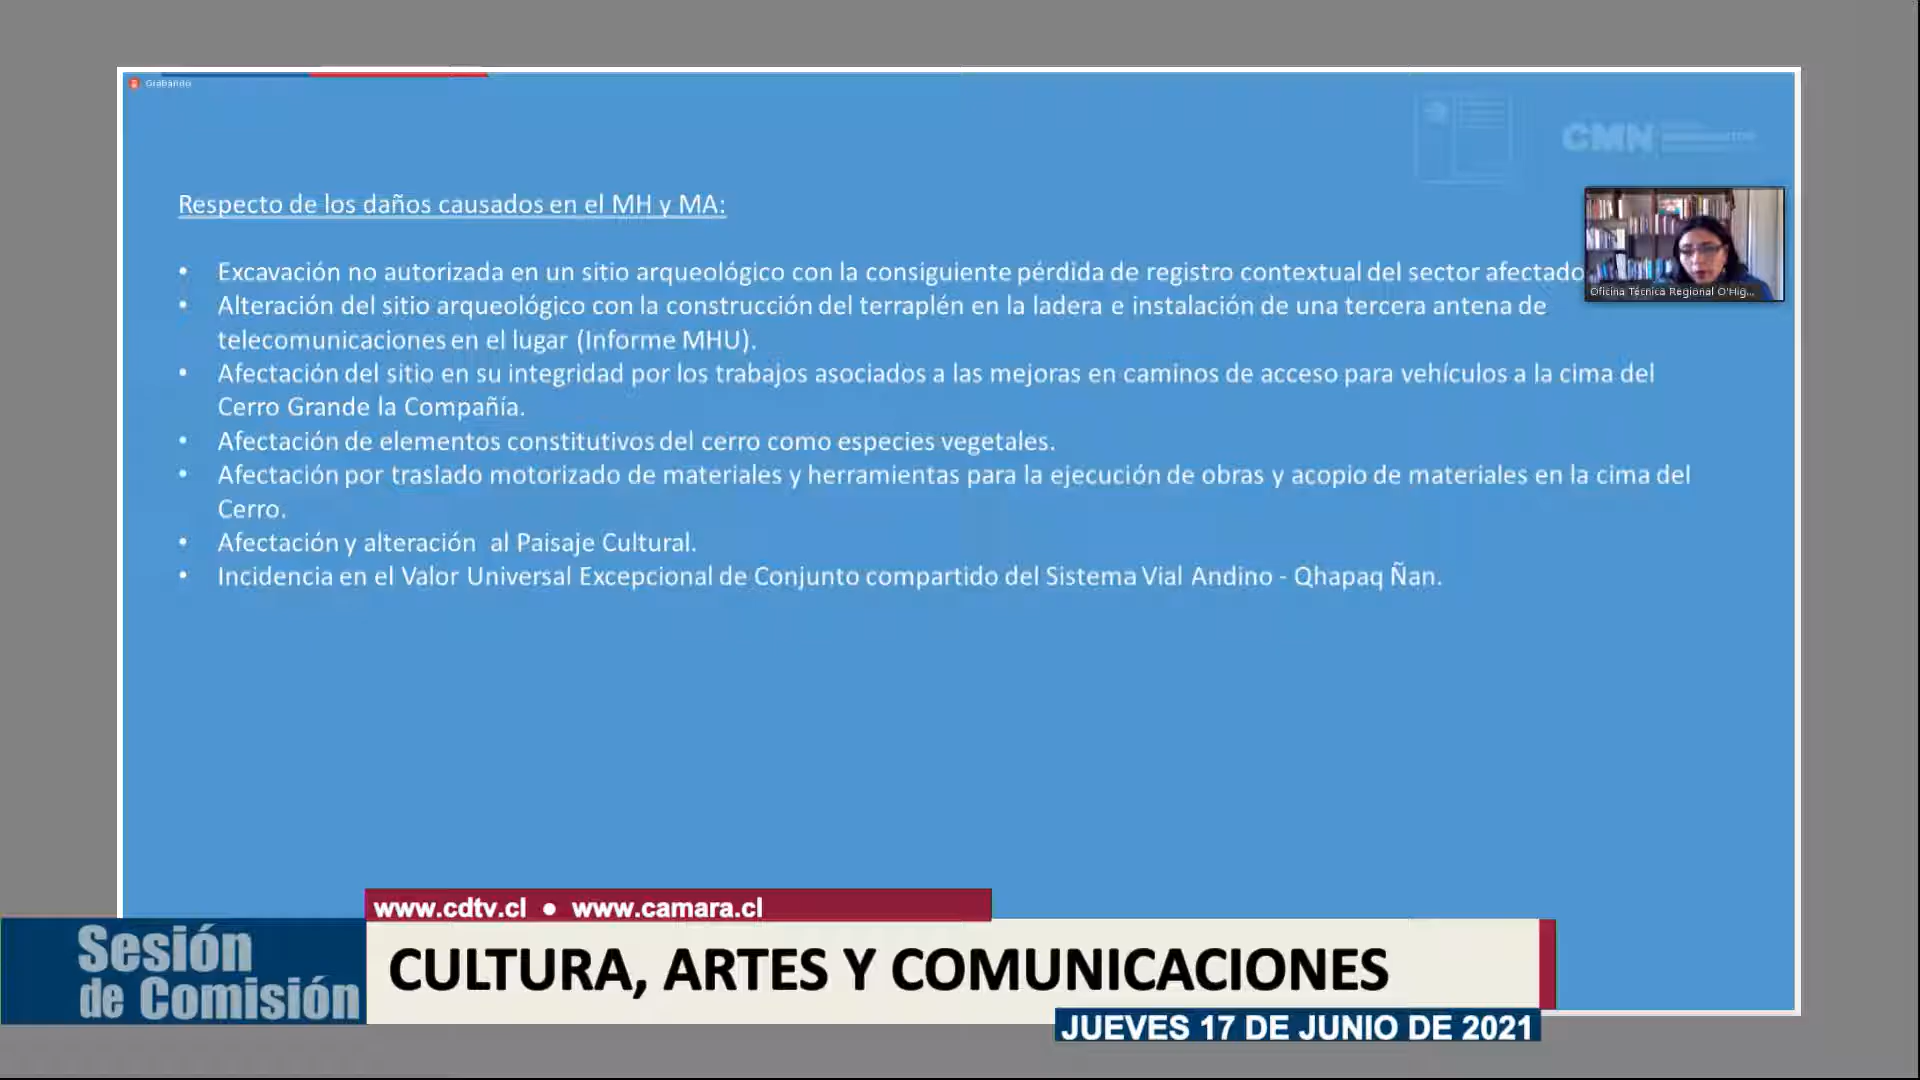 Grabando
CMN
Respecto de los daños causados en el MH y MA:
• Excavación no autorizada en un sitio arqueológico con la consiguiente pérdida de registro contextual del sector afectado
• Alteración del sitio arqueológico con la construcción del terraplén en la ladera e instalación de una tercera antena de
telecomunicaciones en el lugar (Informe MHU).
• Afectación del sitio en su integridad por los trabajos asociados a las mejoras en caminos de acceso para vehículos a la cima del
Cerro Grande la Compañía.
• Afectación de elementos constitutivos del cerro como especies vegetales.
• Afectación por traslado motorizado de materiales y herramientas para la ejecución de obras y acopio de materiales en la cima del
Cerro.
• Afectación y alteración al Paisaje Cultural.
• Incidencia en el Valor Universal Excepcional de Conjunto compartido del Sistema Vial Andino - Qhapaq Ñan.
Oficina Técnica Regional O'Hig...
www.cdtv.cl ● www.camara.cl
Sesión
de Comisión
CULTURA, ARTES Y COMUNICACIONES
JUEVES 17 DE JUNIO DE 2021